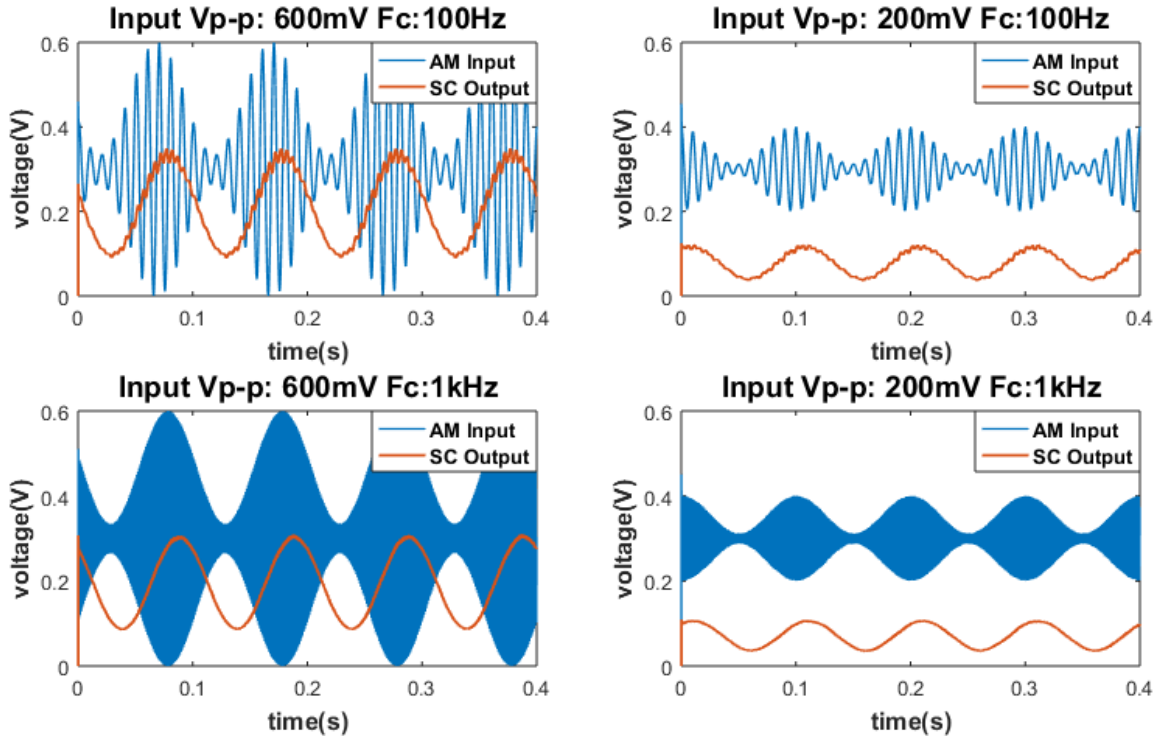 Input Vp-p: 600mV Fc:100Hz
0.6
0.4
0.2
0
voltage(V)
AM Input
SC Output
0 0.1 0.2 0.3 0.4
time(s)
Input Vp-p: 200mV Fc:100Hz
0.6
0.4
0.2
0
voltage(V)
AM Input
SC Output
0 0.1 0.2 0.3 0.4
time(s)
Input Vp-p: 600mV Fc:1kHz
0.6
0.4
0.2
0
voltage(V)
AM Input
SC Output
0 0.1 0.2 0.3 0.4
time(s)
Input Vp-p: 200mV Fc:1kHz
0.6
0.4
0.2
0
voltage(V)
AM Input
SC Output
0 0.1 0.2 0.3 0.4
time(s)